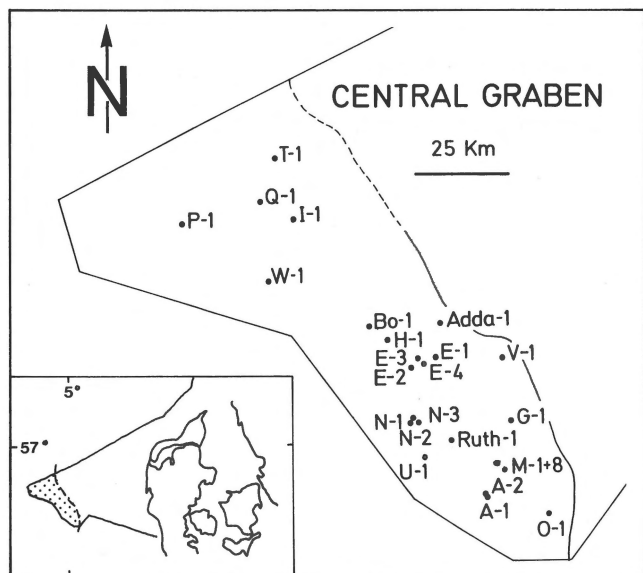 N
CENTRAL GRABEN
25 Km
T-1
Q-1
I-1
P-1
W-1
Bo-1
Adda-1
H-1
E-3
E-1
V-1
E-2
E-4
N-1
N-3
G-1
N-2
Ruth-1
U-1
M-1+8
A-2
A-1
O-1
5°
57°